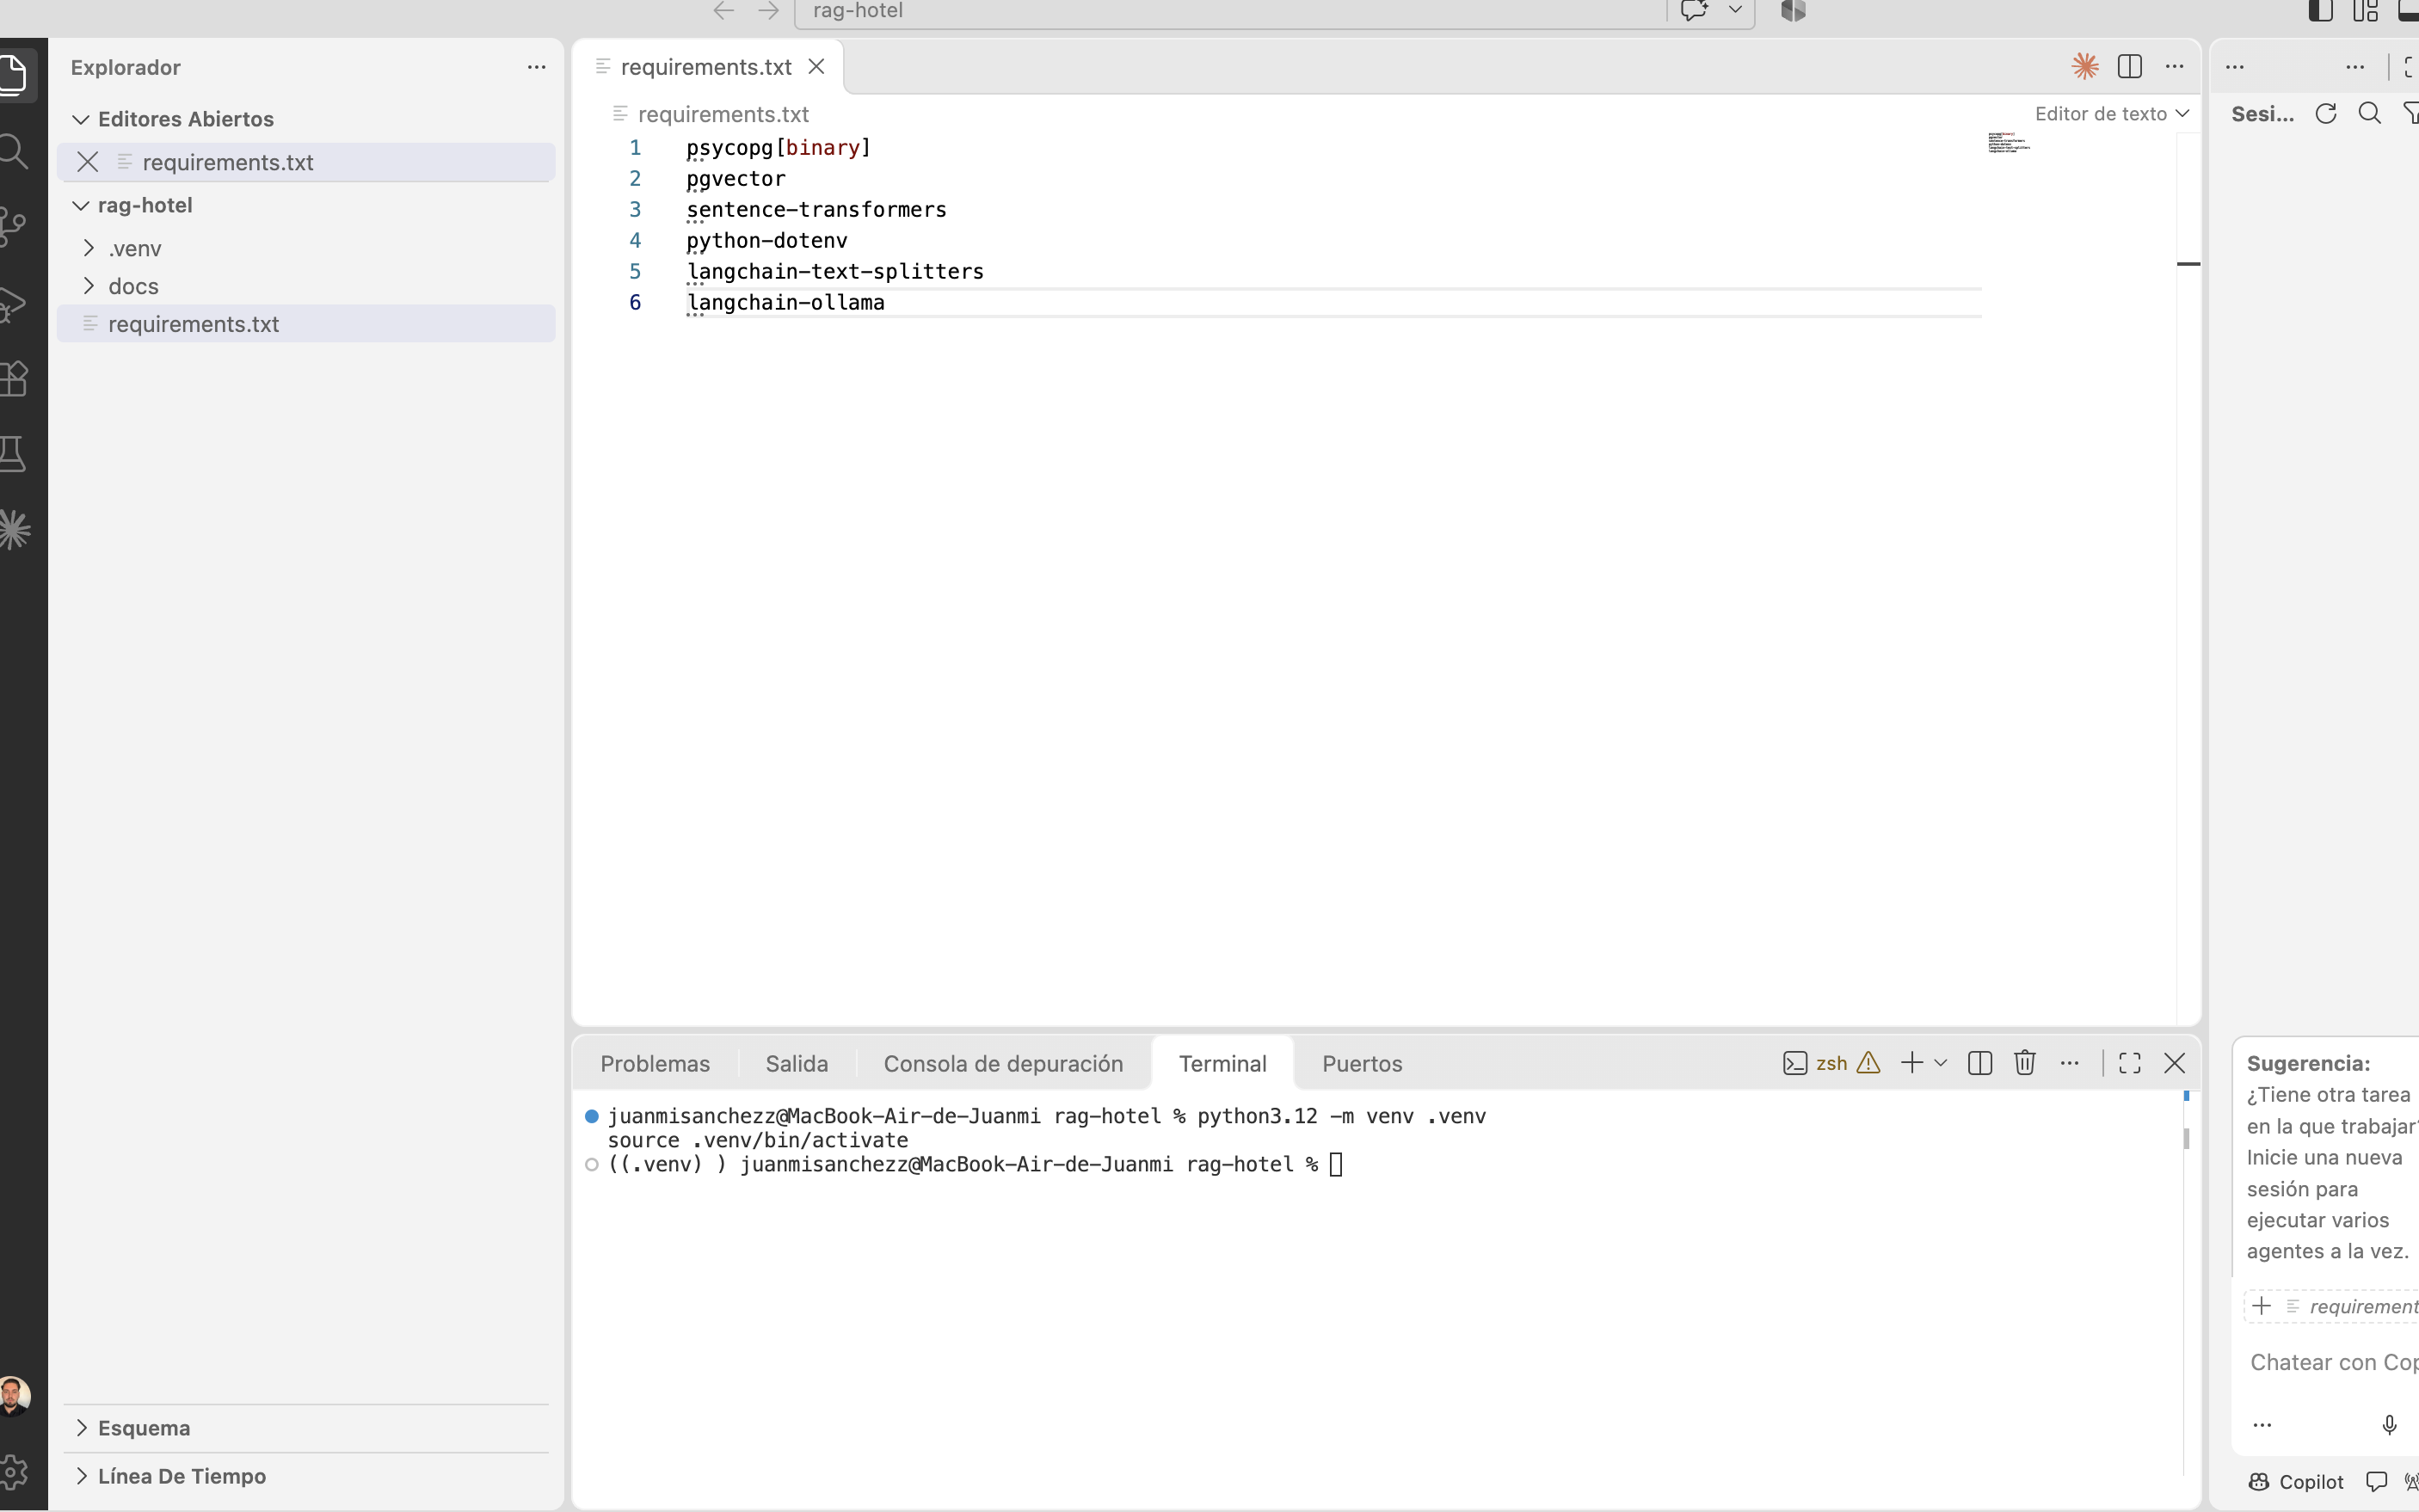 rag-hotel
Explorador
Editores Abiertos
requirements.txt
rag-hotel
.venv
docs
requirements.txt
Esquema
Línea De Tiempo
requirements.txt
requirements.txt
Editor de texto
1 psycopg[binary]
2 pgvector
3 sentence-transformers
4 python-dotenv
5 langchain-text-splitters
6 langchain-ollama
Problemas Salida Consola de depuración Terminal Puertos
zsh
juanmisanchezz@MacBook-Air-de-Juanmi rag-hotel % python3.12 -m venv .venv
source .venv/bin/activate
((.venv) ) juanmisanchezz@MacBook-Air-de-Juanmi rag-hotel %
Sesi...
Sugerencia:
¿Tiene otra tarea
en la que trabajar?
Inicie una nueva
sesión para
ejecutar varios
agentes a la vez.
requirement
Chatear con Cop
Copilot